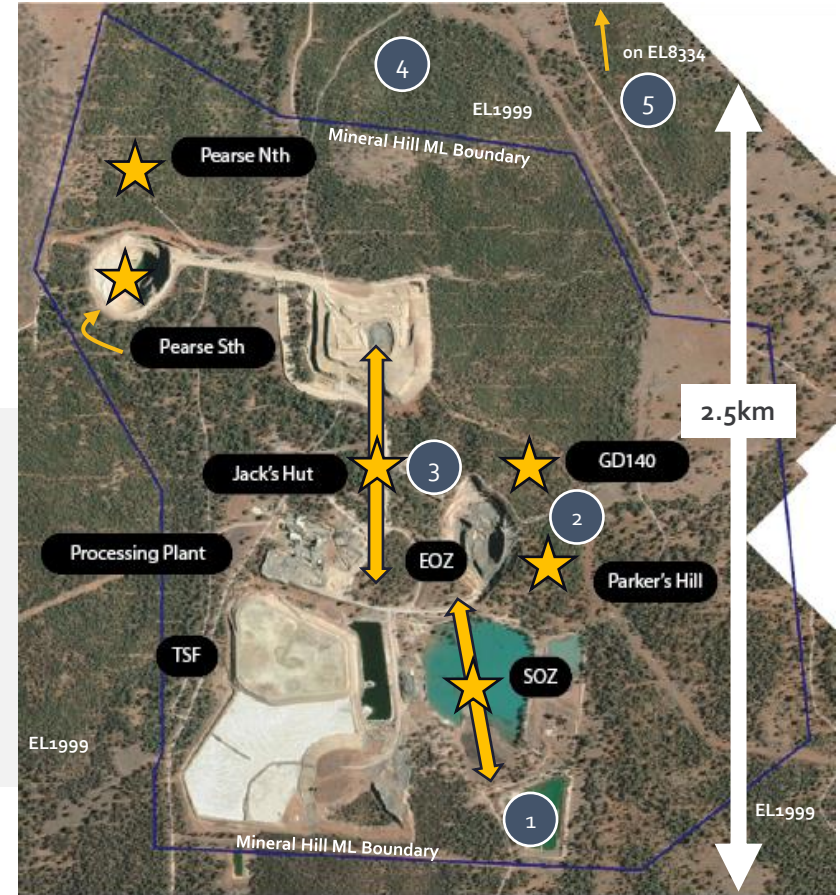 on EL8334
4
5
EL1999
Mineral Hill ML Boundary
Pearse Nth
Pearse Sth
2.5km
Jack's Hut
3
GD140
2
Processing Plant
EOZ
Parker's Hill
TSF
SOZ
EL1999
EL1999
1
Mineral Hill ML Boundary